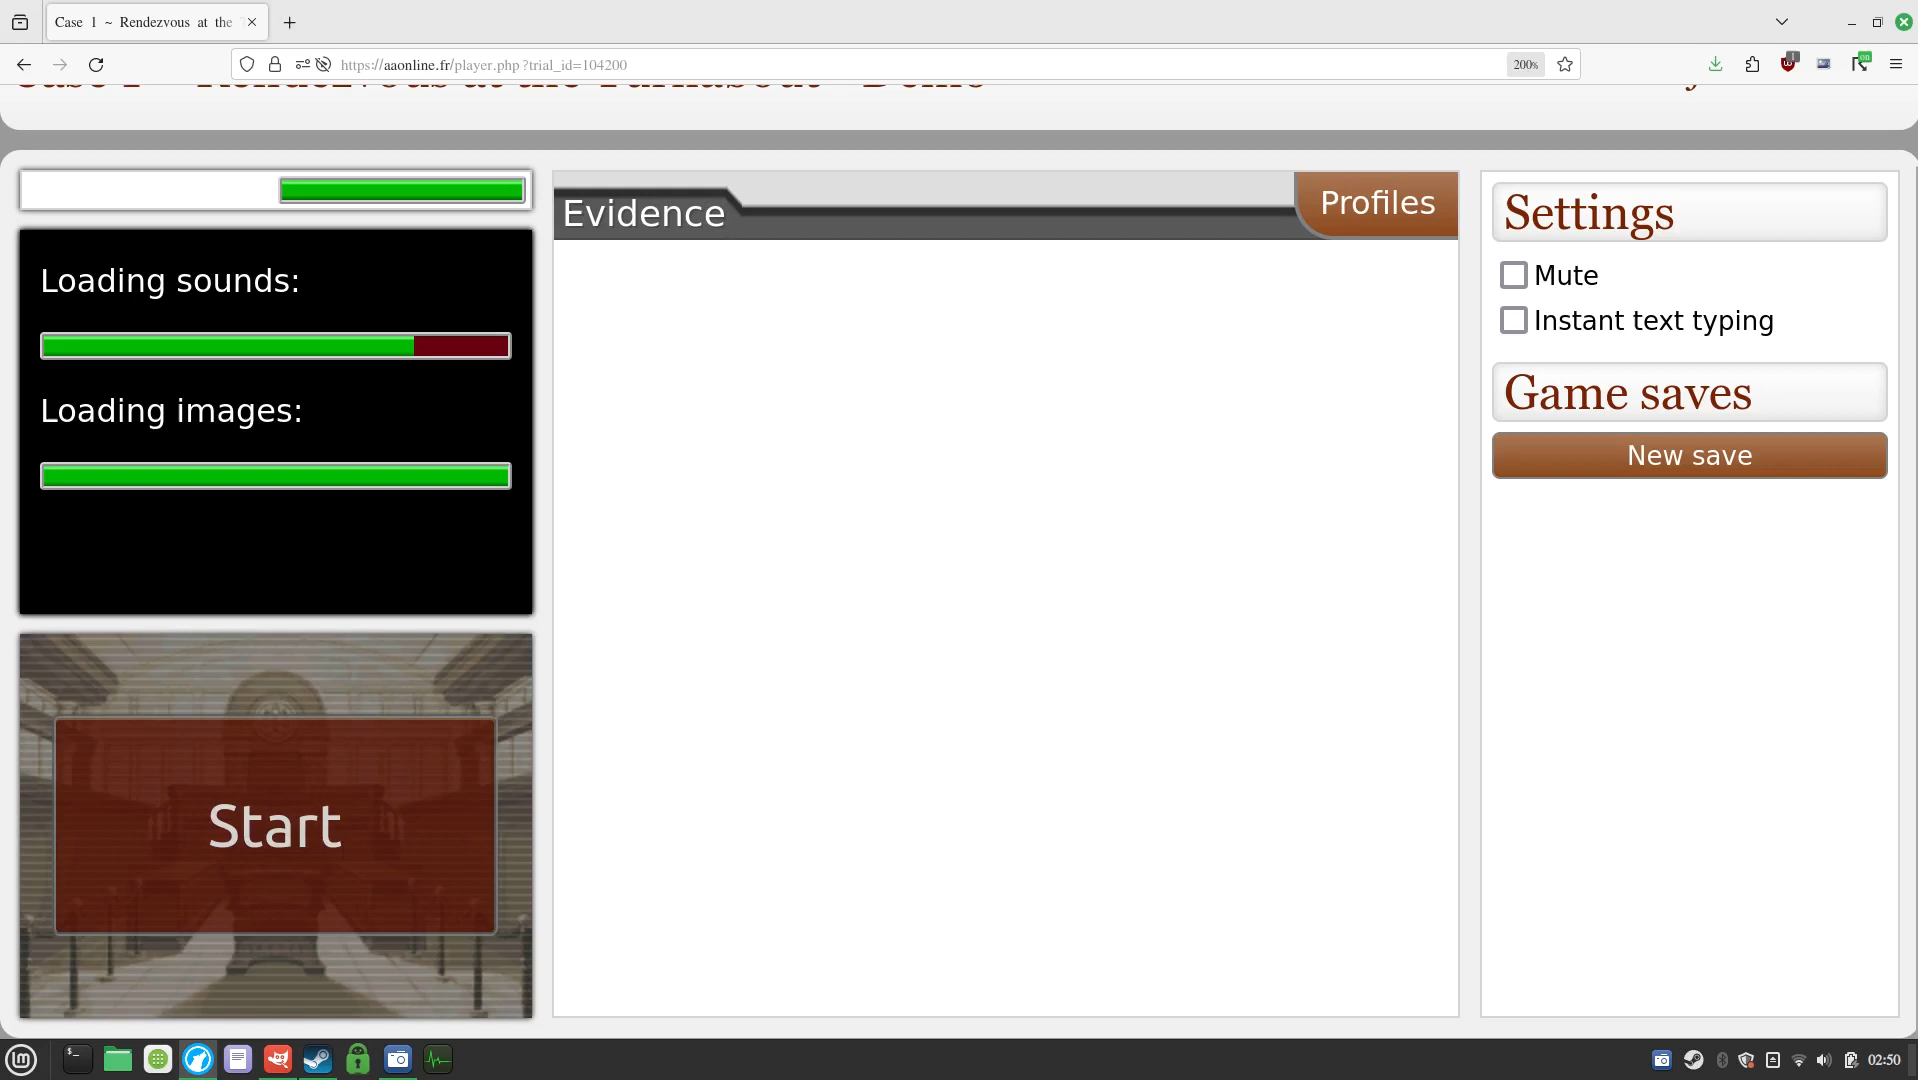 Case 1 ~ Rendezvous at the
https://aaonline.fr/player.php?trial_id=104200
200%
Evidence
Profiles
Settings
Mute
Instant text typing
Game saves
New save
Loading sounds:
Loading images:
Start
02:50